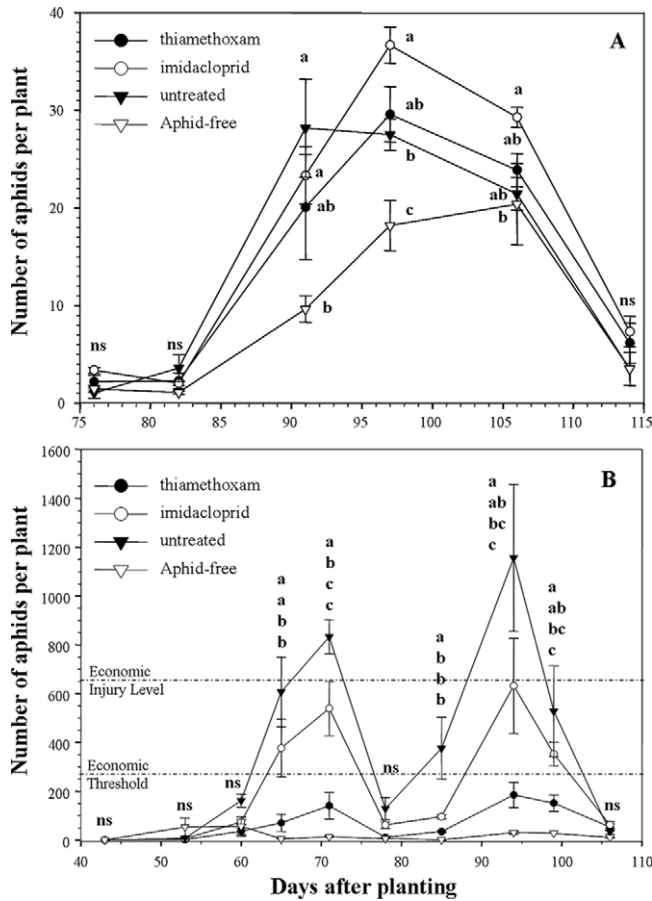 40
30
20
10
0
Number of aphids per plant
thiamethoxam
imidacloprid
untreated
Aphid-free
A
ns
ns
a
a
ab
b
a
ab
b
c
a
ab
ab
b
ns
75 80 85 90 95 100 105 110 115
1600
1400
1200
1000
800
600
400
200
0
Number of aphids per plant
thiamethoxam
imidacloprid
untreated
Aphid-free
B
Economic
Injury Level
Economic
Threshold
ns
ns
ns
a
a
b
b
a
b
c
c
ns
a
b
b
b
a
ab
bc
c
a
ab
bc
c
ns
40 50 60 70 80 90 100 110
Days after planting